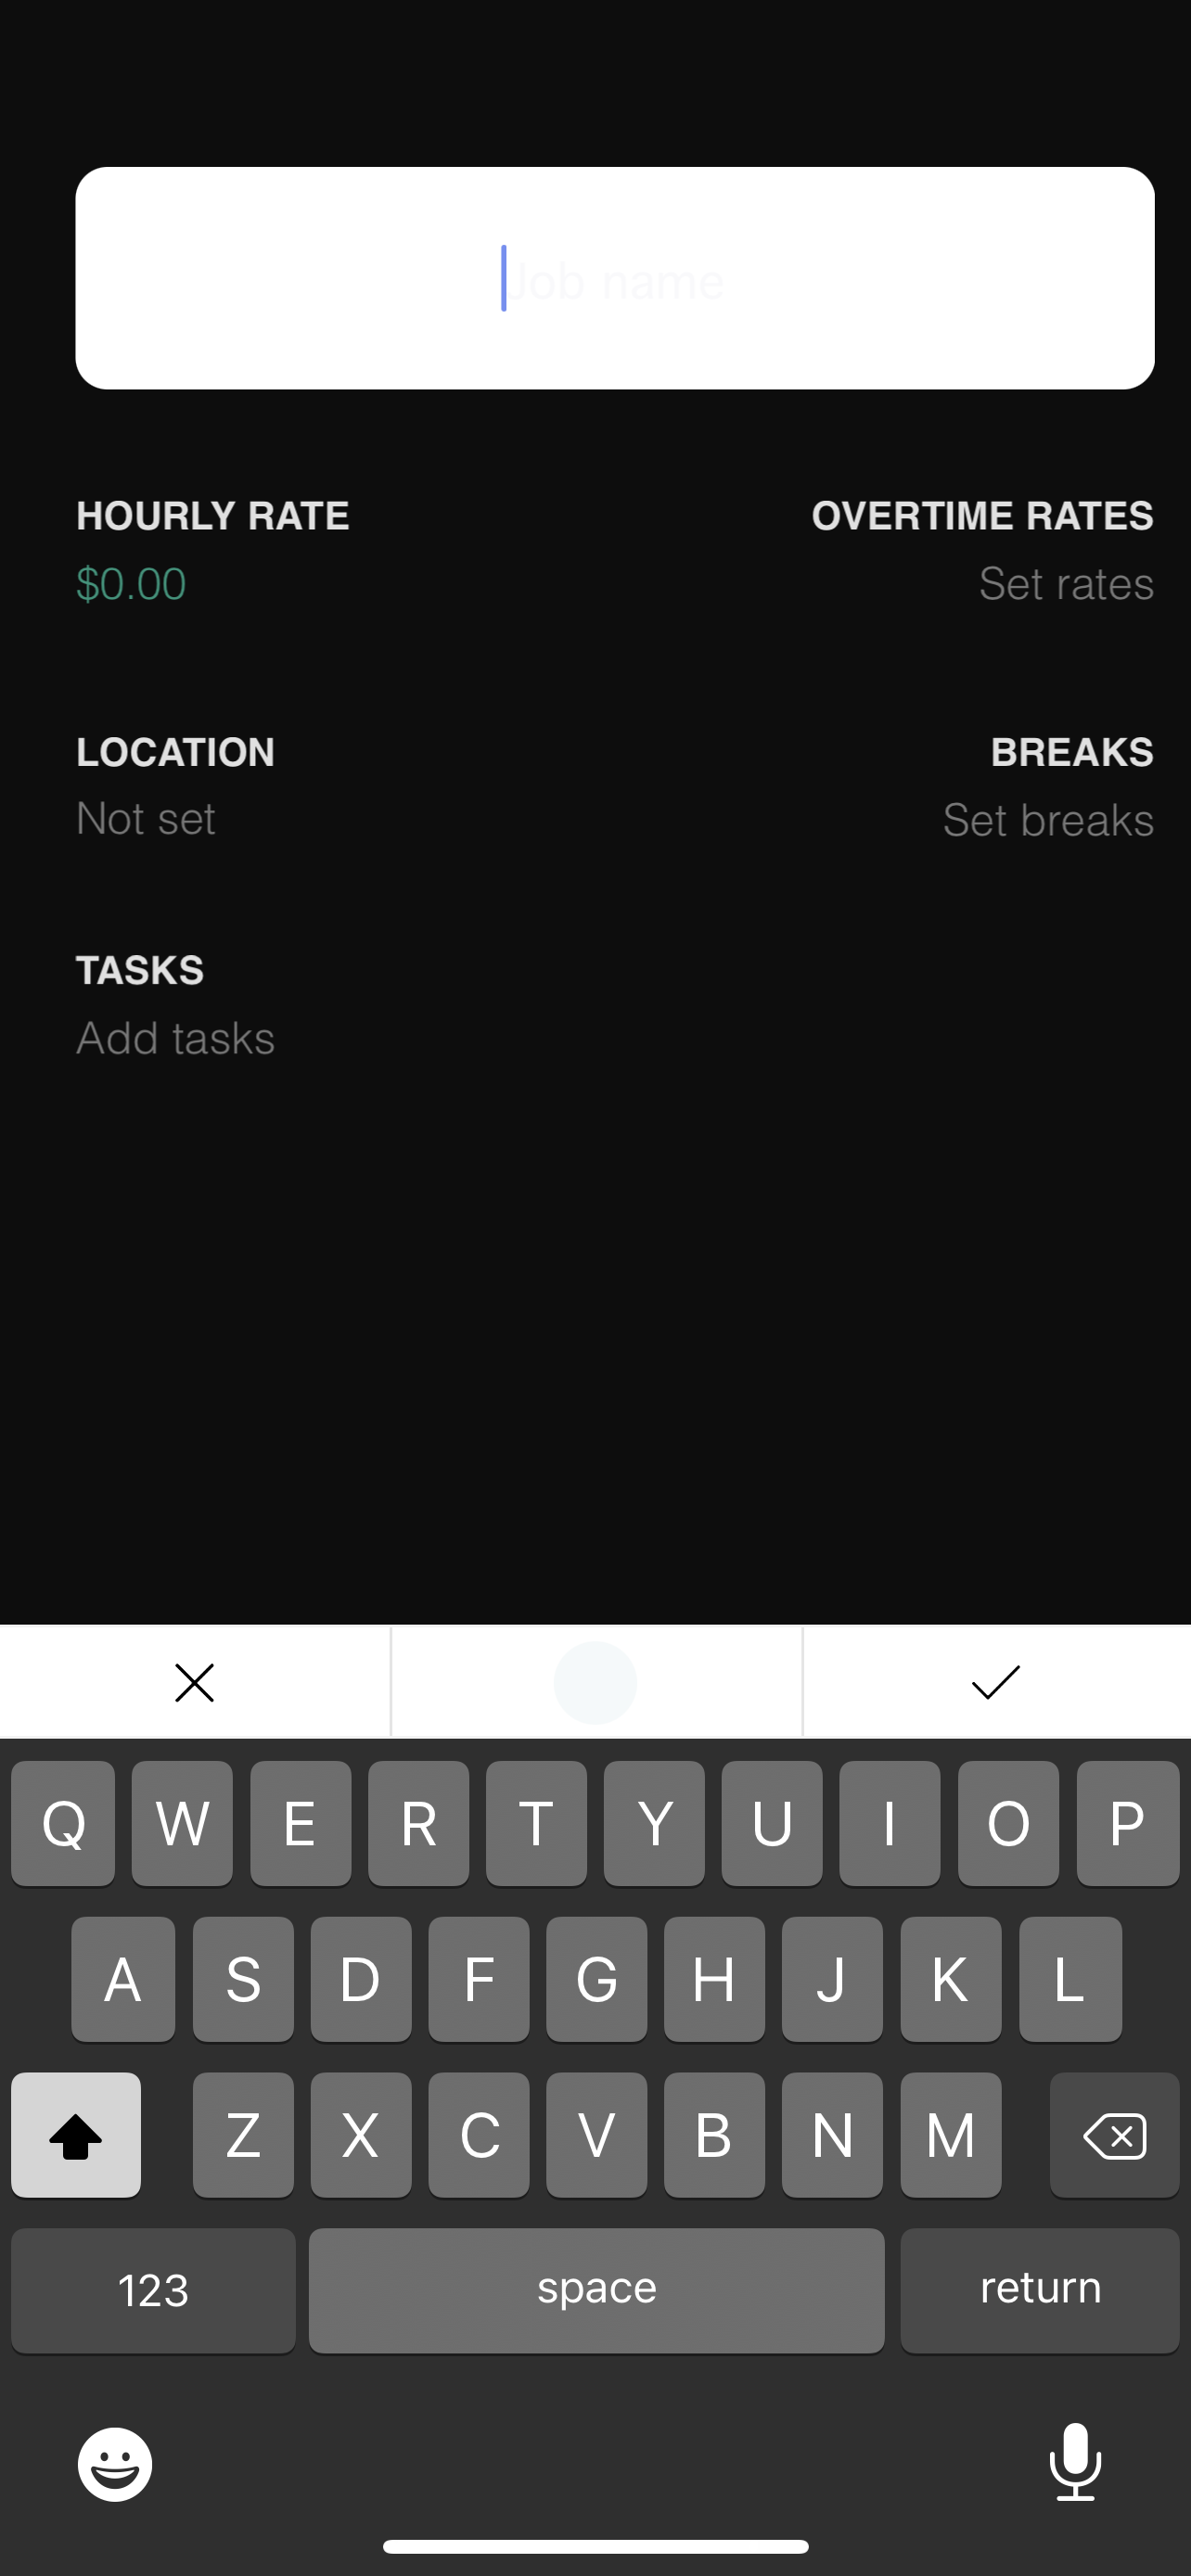 Job name
HOURLY RATE
OVERTIME RATES
$0.00
Set rates
LOCATION
BREAKS
Not set
Set breaks
TASKS
Add tasks
Q W E R T Y U I O P
A S D F G H J K L
Z X C V B N M
123 space return